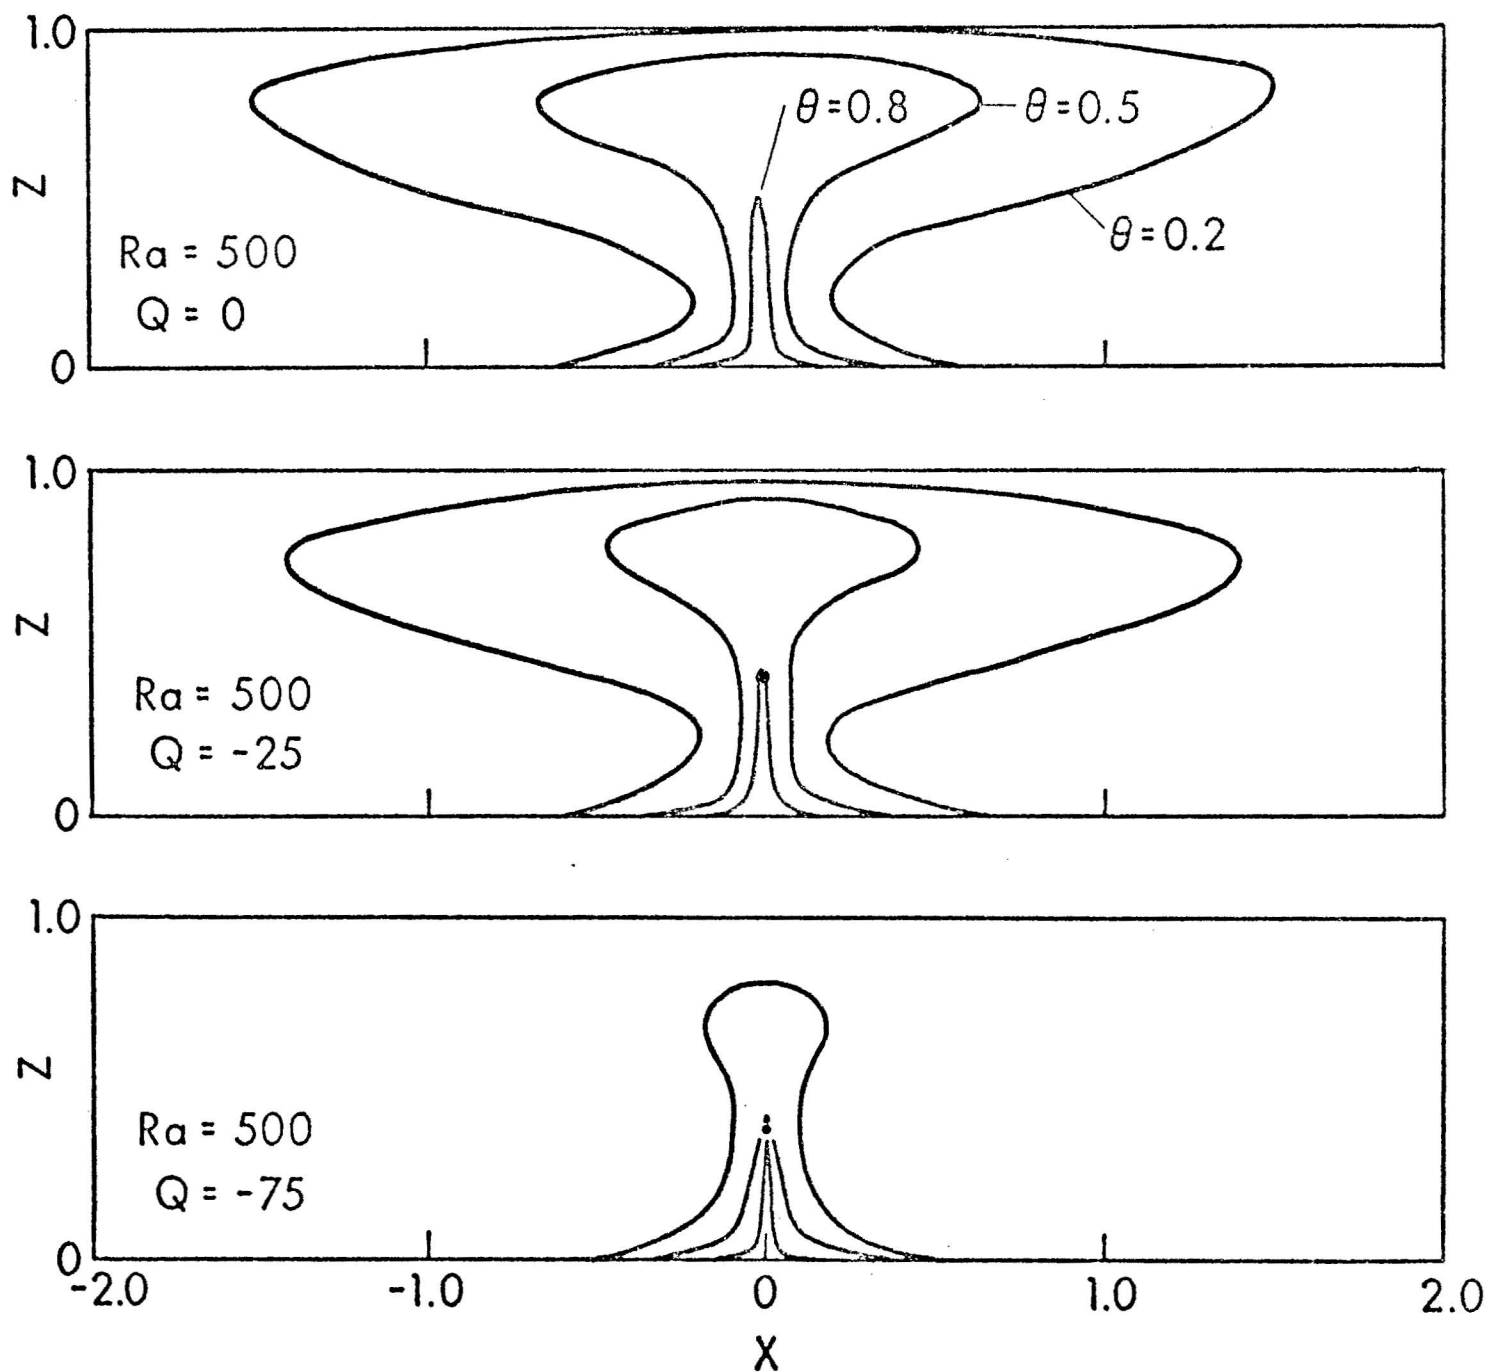 1.0
θ=0.8
θ=0.5
Z
Ra = 500
θ=0.2
Q = 0
0
1.0
Z
Ra = 500
Q = -25
0
1.0
Z
Ra = 500
Q = -75
0
-2.0 -1.0 0 1.0 2.0
X